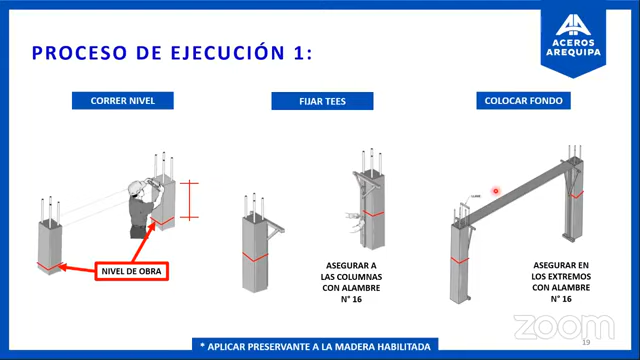 PROCESO DE EJECUCIÓN 1:
ACEROS
AREQUIPA
CORRER NIVEL
FIJAR TEES
COLOCAR FONDO
NIVEL DE OBRA
ASEGURAR A
LAS COLUMNAS
CON ALAMBRE
N° 16
ASEGURAR EN
LOS EXTREMOS
CON ALAMBRE
N° 16
zoom
19
* APLICAR PRESERVANTE A LA MADERA HABILITADA